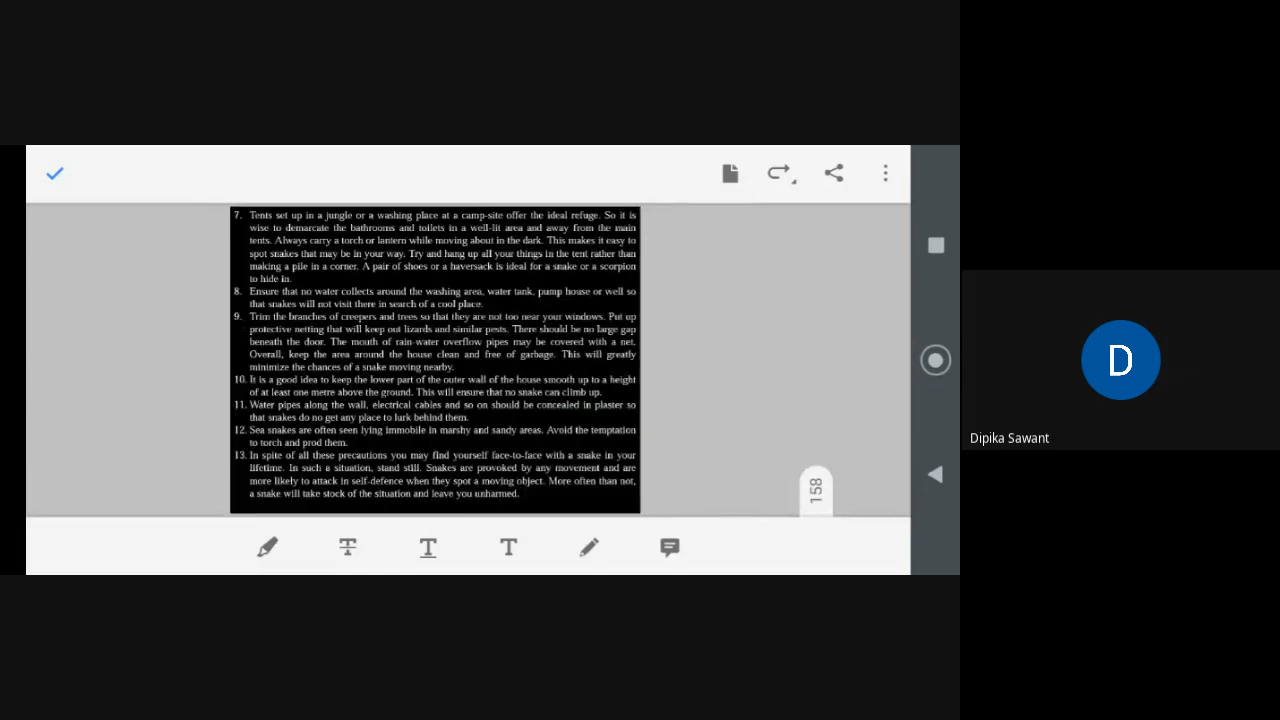 7. Tents set up in a jungle or a washing place at a camp-site offer the ideal refuge. So it is
wise to demarcate the bathrooms and toilets in a well-lit area and away from the main
tents. Always carry a torch or lantern while moving about in the dark. This makes it easy to
spot snakes that may be in your way. Try and hang up all your things in the tent rather than
making a pile in a corner. A pair of shoes or a haversack is ideal for a snake or a scorpion
to hide in.
8. Ensure that no water collects around the washing area, water tank, pump house or well so
that snakes will not visit there in search of a cool place.
9. Trim the branches of creepers and trees so that they are not too near your windows. Put up
protective netting that will keep out lizards and similar pests. There should be no large gap
beneath the door. The mouth of rain-water overflow pipes may be covered with a net.
Overall, keep the area around the house clean and free of garbage. This will greatly
minimize the chances of a snake moving nearby.
10. It is a good idea to keep the lower part of the outer wall of the house smooth up to a height
of at least one metre above the ground. This will ensure that no snake can climb up.
11. Water pipes along the wall, electrical cables and so on should be concealed in plaster so
that snakes do no get any place to lurk behind them.
12. Sea snakes are often seen lying immobile in marshy and sandy areas. Avoid the temptation
to torch and prod them.
13. In spite of all these precautions you may find yourself face-to-face with a snake in your
lifetime. In such a situation, stand still. Snakes are provoked by any movement and are
more likely to attack in self-defence when they spot a moving object. More often than not,
a snake will take stock of the situation and leave you unharmed.
158
T T T
D
Dipika Sawant